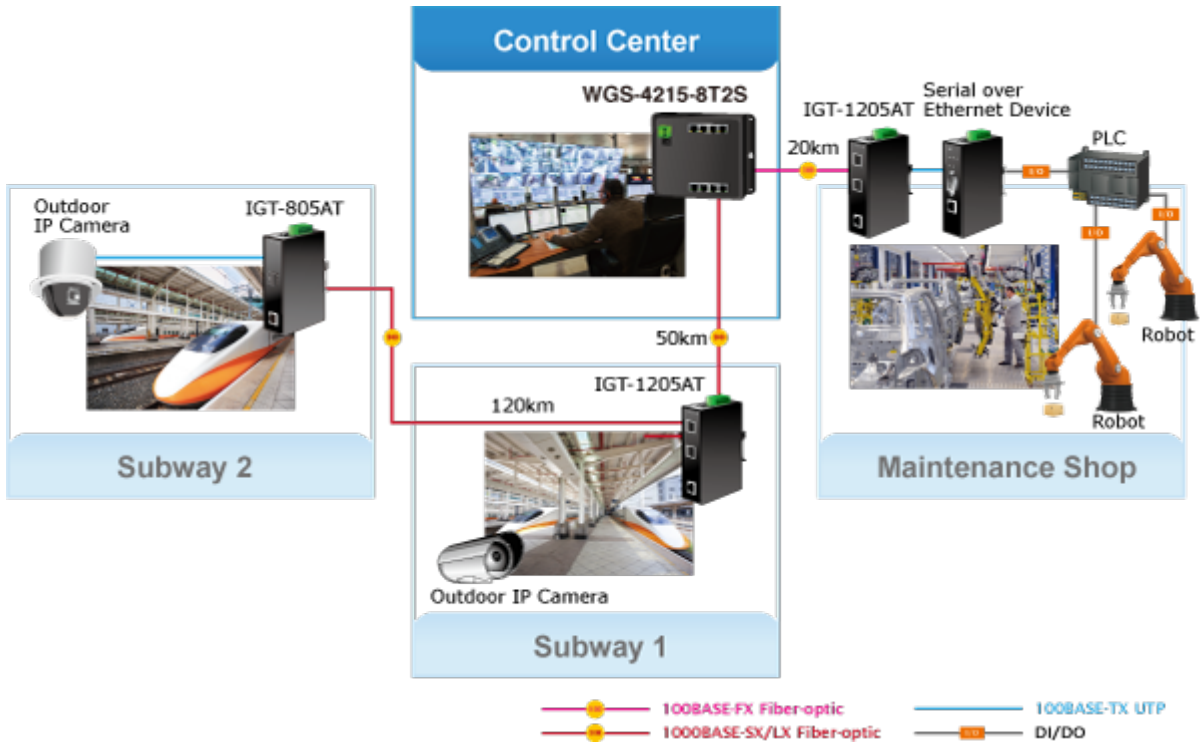 Control Center
WGS-4215-8T2S
Serial over
Ethernet Device
IGT-1205AT
PLC
20km
I/O
I/O
I/O
Robot
Robot
Maintenance Shop
Outdoor
IP Camera
IGT-805AT
Subway 2
50km
120km
IGT-1205AT
Outdoor IP Camera
Subway 1
100BASE-FX Fiber-optic
100BASE-TX UTP
1000BASE-SX/LX Fiber-optic
I/O
DI/DO